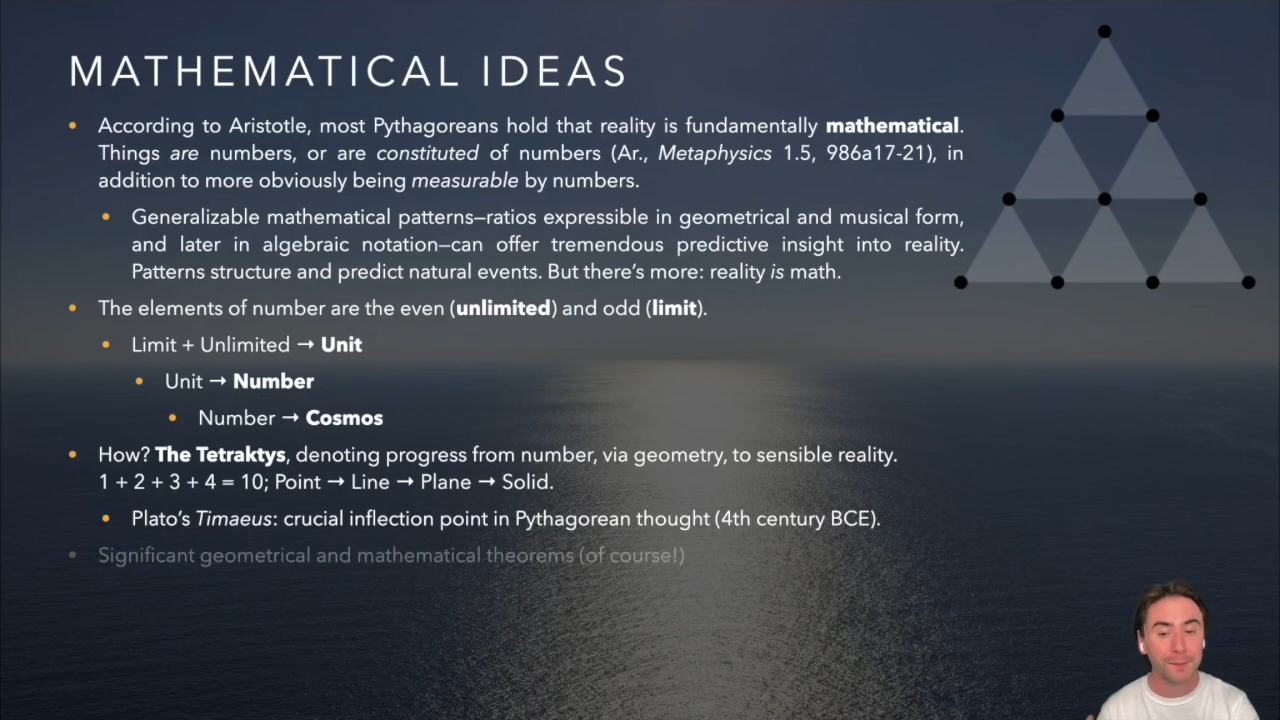 MATHEMATICAL IDEAS
• According to Aristotle, most Pythagoreans hold that reality is fundamentally mathematical.
Things are numbers, or are constituted of numbers (Ar., Metaphysics 1.5, 986a17-21), in
addition to more obviously being measurable by numbers.
• Generalizable mathematical patterns—ratios expressible in geometrical and musical form,
and later in algebraic notation—can offer tremendous predictive insight into reality.
Patterns structure and predict natural events. But there's more: reality is math.
• The elements of number are the even (unlimited) and odd (limit).
• Limit + Unlimited → Unit
• Unit → Number
• Number → Cosmos
• How? The Tetraktys, denoting progress from number, via geometry, to sensible reality.
1 + 2 + 3 + 4 = 10; Point → Line → Plane → Solid.
• Plato's Timaeus: crucial inflection point in Pythagorean thought (4th century BCE).
• Significant geometrical and mathematical theorems (of course!)